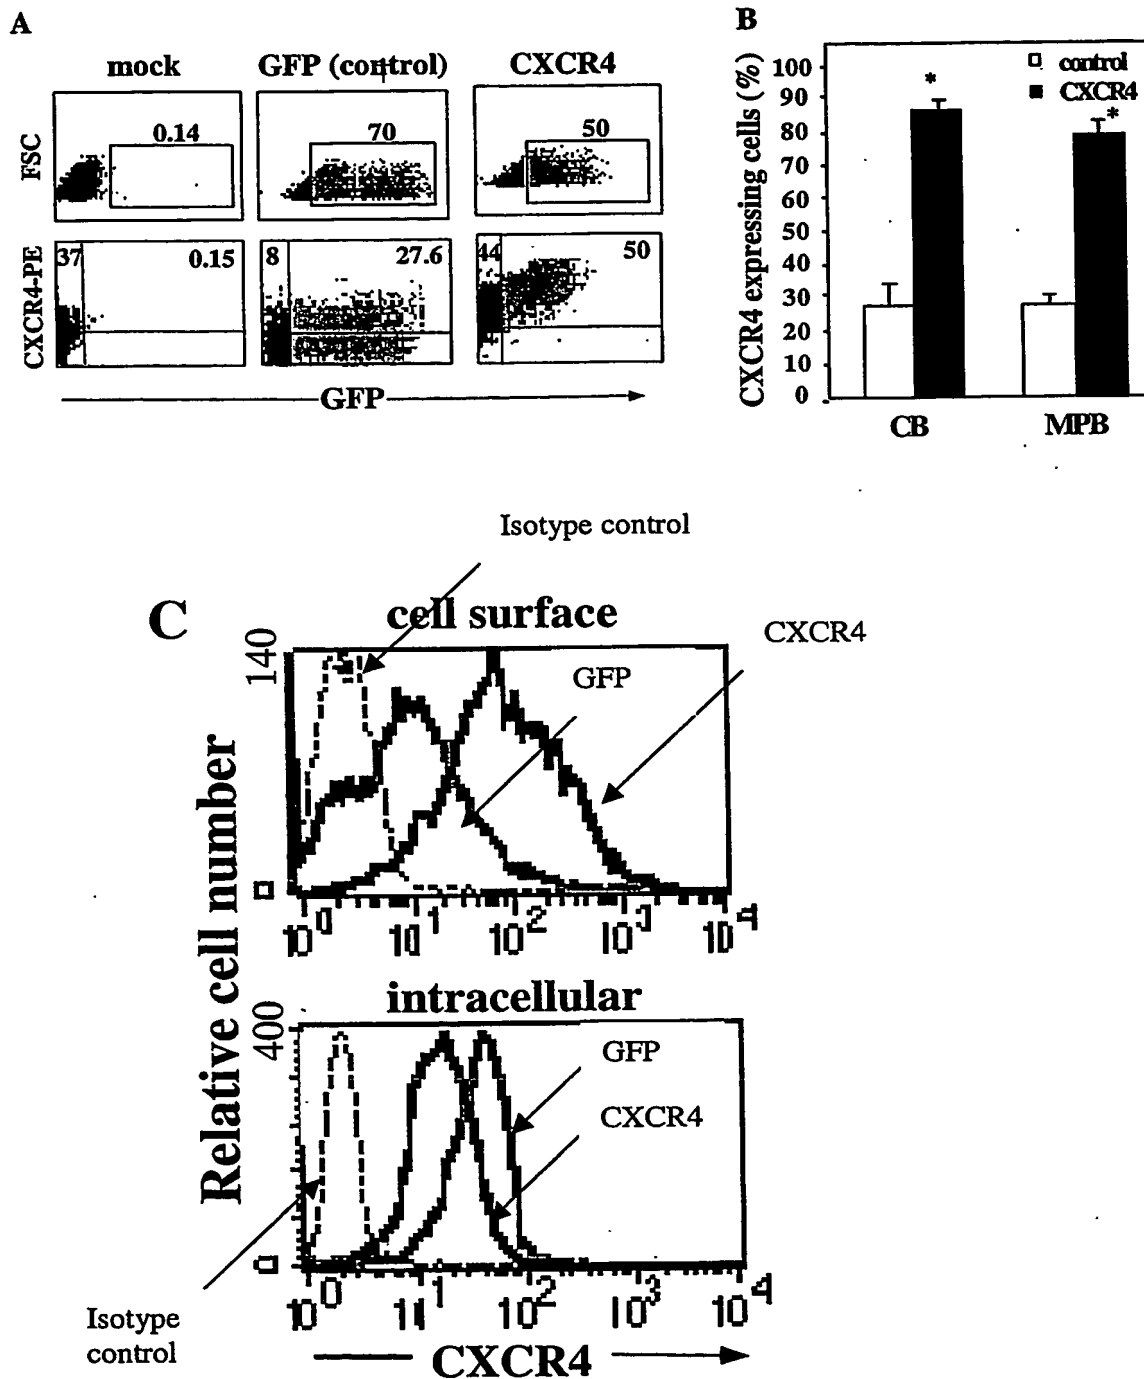 A
mock
GFP (control)
CXCR4
FSC
0.14
70
50
CXCR4-PE
37
0.15
8
27.6
44
50
GFP
B
CXCR4 expressing cells (%)
100
90
80
70
60
50
40
30
20
10
0
control
CXCR4
*
*
CB
MPB
C
Isotype control
cell surface
CXCR4
GFP
140
0
10^0
10^1
10^2
10^3
10^4
Relative cell number
intracellular
400
GFP
CXCR4
0
10^0
10^1
10^2
10^3
10^4
Isotype
control
CXCR4